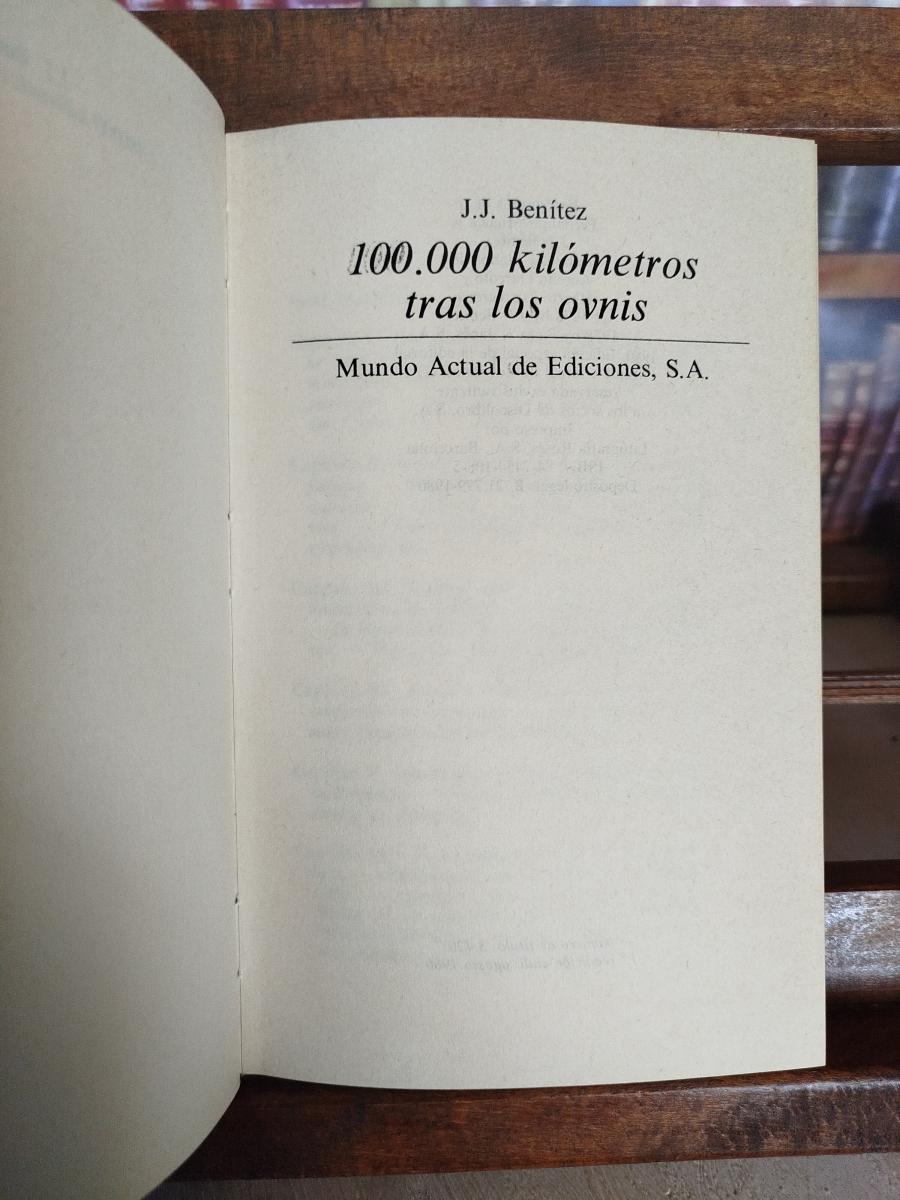 J.J. Benítez
100.000 kilómetros
tras los ovnis
Mundo Actual de Ediciones, S.A.